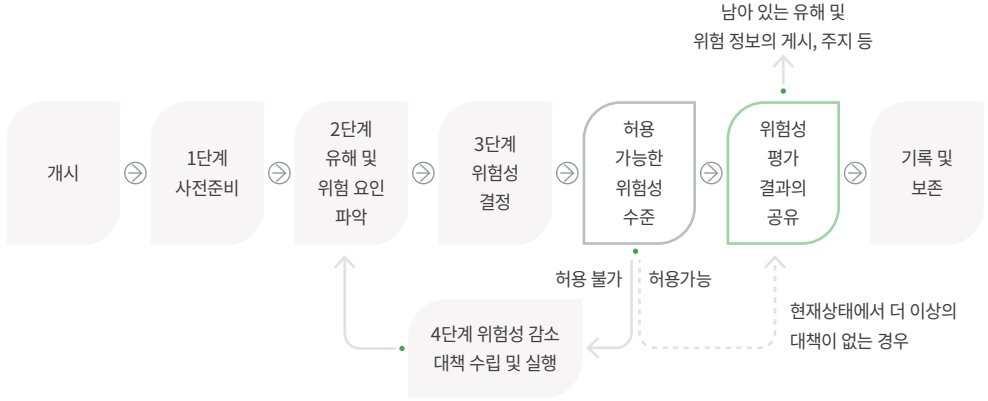 남아 있는 유해 및
위험 정보의 게시, 주지 등
개시
1단계
사전준비
2단계
유해 및
위험 요인
파악
3단계
위험성
결정
허용
가능한
위험성
수준
위험성
평가
결과의
공유
기록 및
보존
허용 불가
허용가능
4단계 위험성 감소
대책 수립 및 실행
현재상태에서 더 이상의
대책이 없는 경우